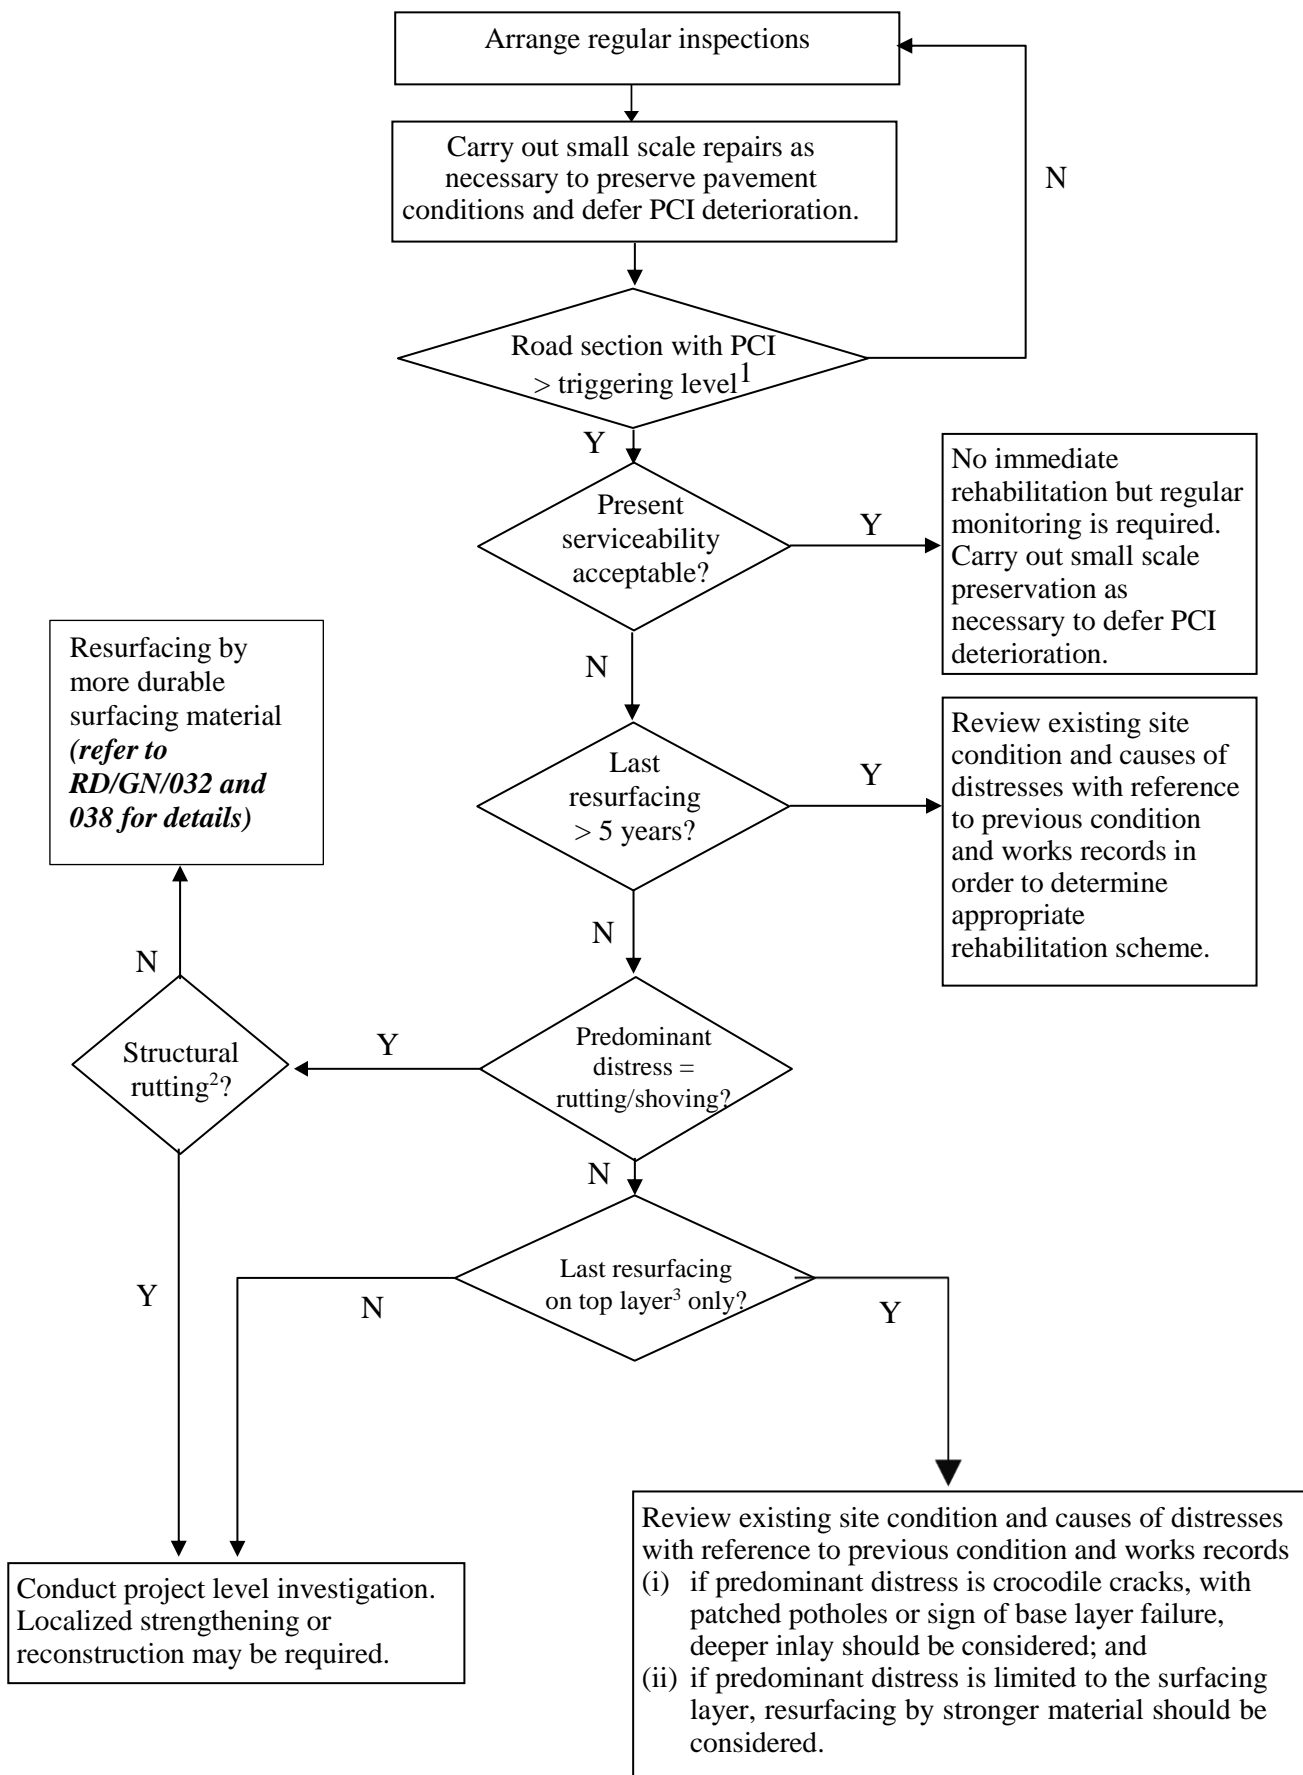 Arrange regular inspections
Carry out small scale repairs as
necessary to preserve pavement
conditions and defer PCI deterioration.
N
Road section with PCI
> triggering level1
Y
Present
serviceability
acceptable?
Y
No immediate
rehabilitation but regular
monitoring is required.
Carry out small scale
preservation as
necessary to defer PCI
deterioration.
N
Last
resurfacing
> 5 years?
Y
Review existing site
condition and causes of
distresses with reference
to previous condition
and works records in
order to determine
appropriate
rehabilitation scheme.
N
Predominant
distress =
rutting/shoving?
Y
Structural
rutting2?
N
Resurfacing by
more durable
surfacing material
(refer to
RD/GN/032 and
038 for details)
Y
N
Last resurfacing
on top layer3 only?
N
Y
Conduct project level investigation.
Localized strengthening or
reconstruction may be required.
Review existing site condition and causes of distresses
with reference to previous condition and works records
(i) if predominant distress is crocodile cracks, with
patched potholes or sign of base layer failure,
deeper inlay should be considered; and
(ii) if predominant distress is limited to the surfacing
layer, resurfacing by stronger material should be
considered.